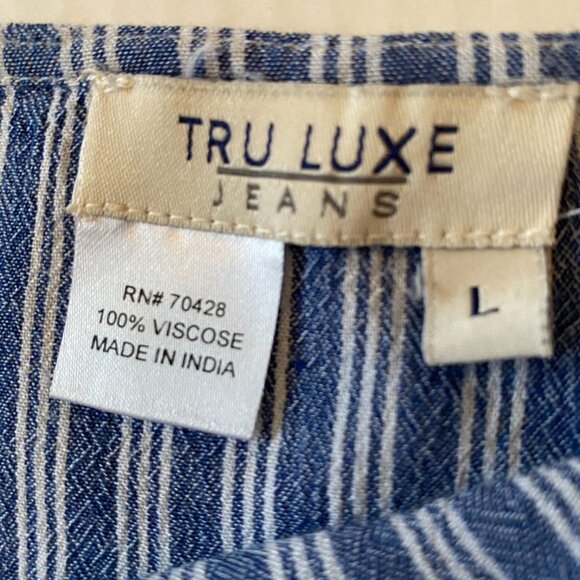 TRU LUXE
JEANS
L
RN# 70428
100% VISCOSE
MADE IN INDIA